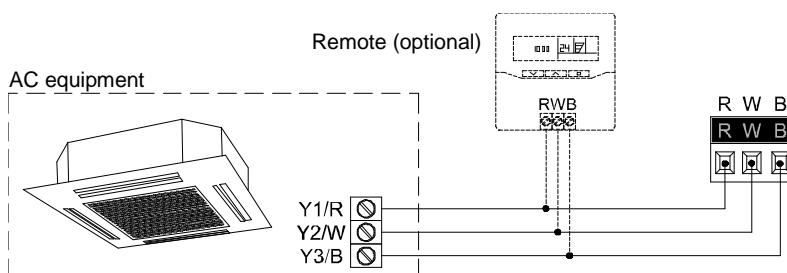 Remote (optional)
AC equipment
24
RWB
R W B
R W B
Y1/R
Y2/W
Y3/B